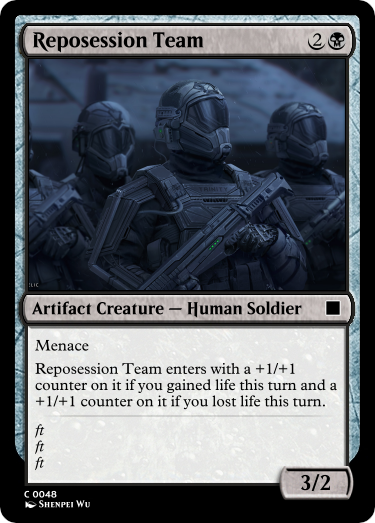 Reposession Team 2
Artifact Creature — Human Soldier
Menace
Reposession Team enters with a +1/+1
counter on it if you gained life this turn and a
+1/+1 counter on it if you lost life this turn.
ft
ft
ft
3/2
C 0048
Shenpei Wu